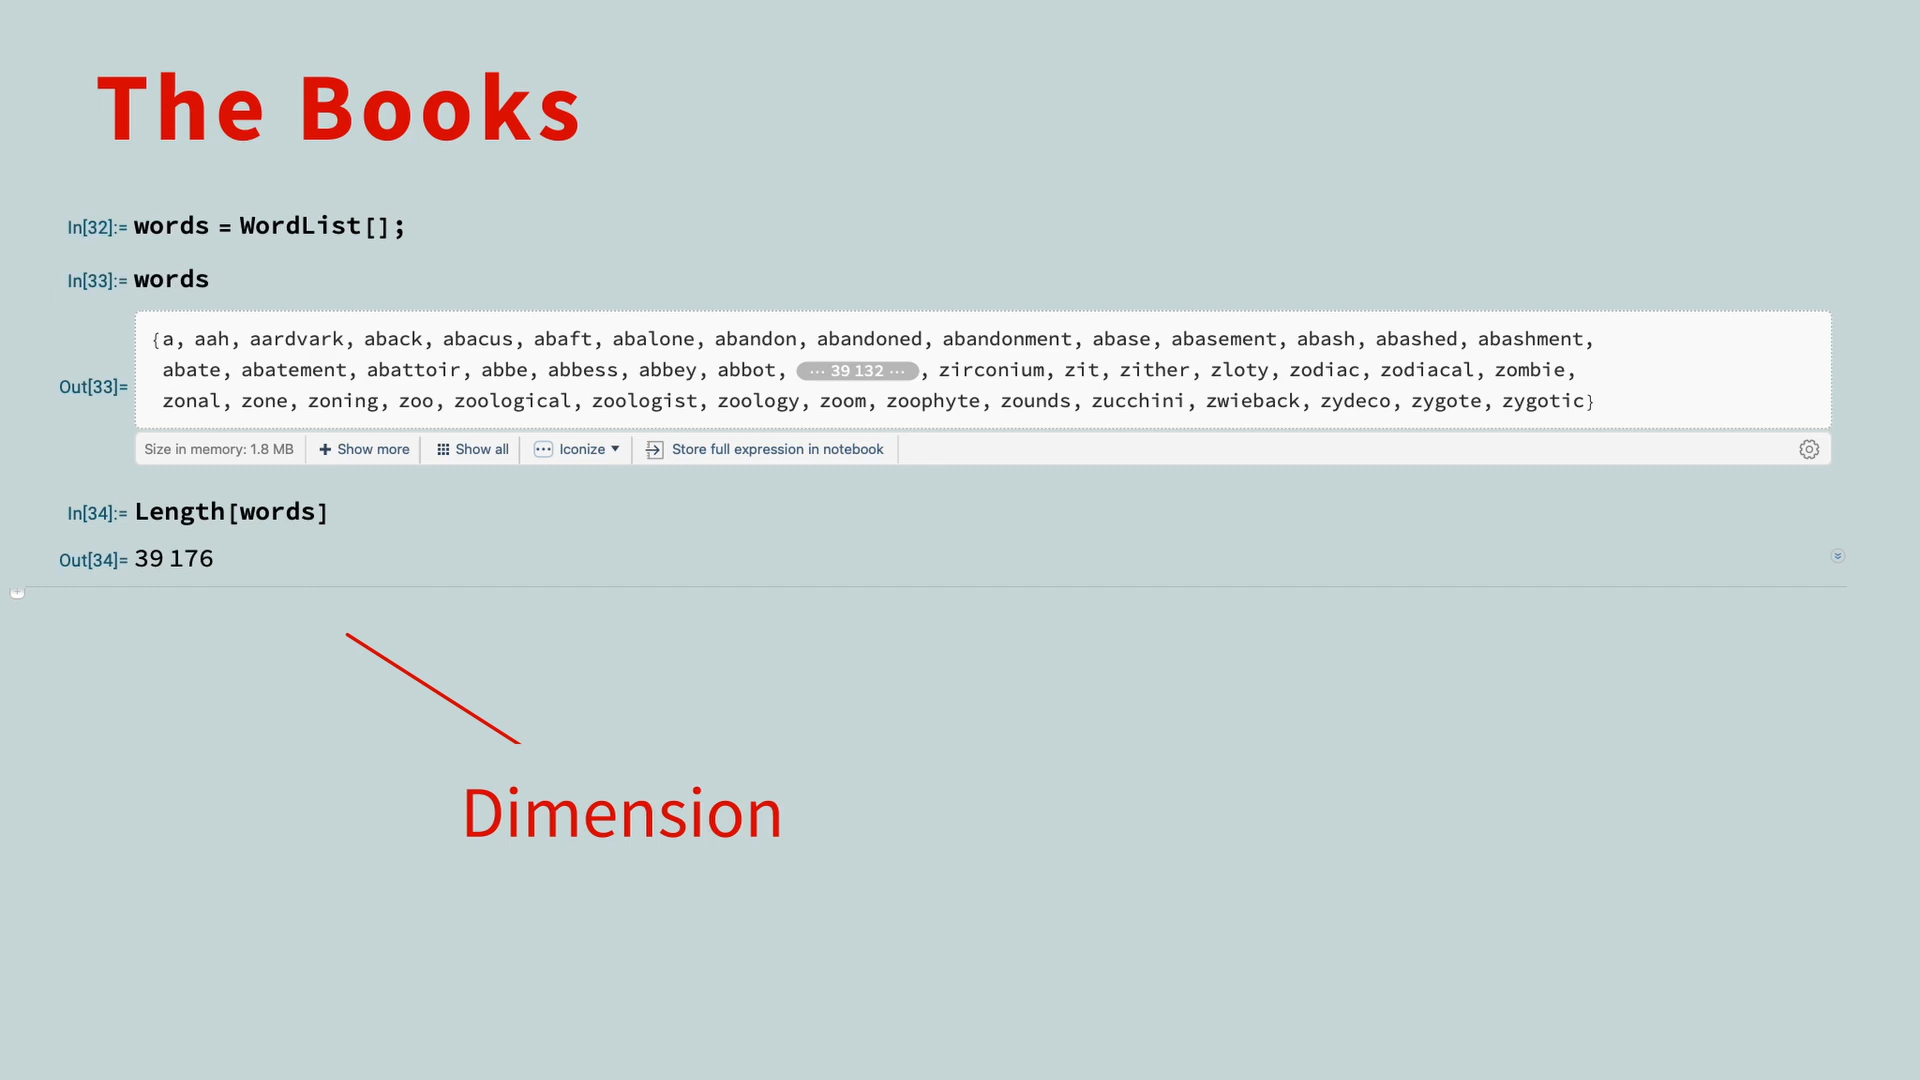 The Books
In[32]:= words = WordList[];
In[33]:= words
{a, aah, aardvark, aback, abacus, abaft, abalone, abandon, abandoned, abandonment, abase, abasement, abash, abashed, abashment,
abate, abatement, abattoir, abbe, abbess, abbey, abbot, ··· 39 132 ··· , zirconium, zit, zither, zloty, zodiac, zodiacal, zombie,
Out[33]=
zonal, zone, zoning, zoo, zoological, zoologist, zoology, zoom, zoophyte, zounds, zucchini, zwieback, zydeco, zygote, zygotic}
Size in memory: 1.8 MB + Show more Show all Iconize Store full expression in notebook
In[34]:= Length[words]
Out[34]= 39 176
Dimension